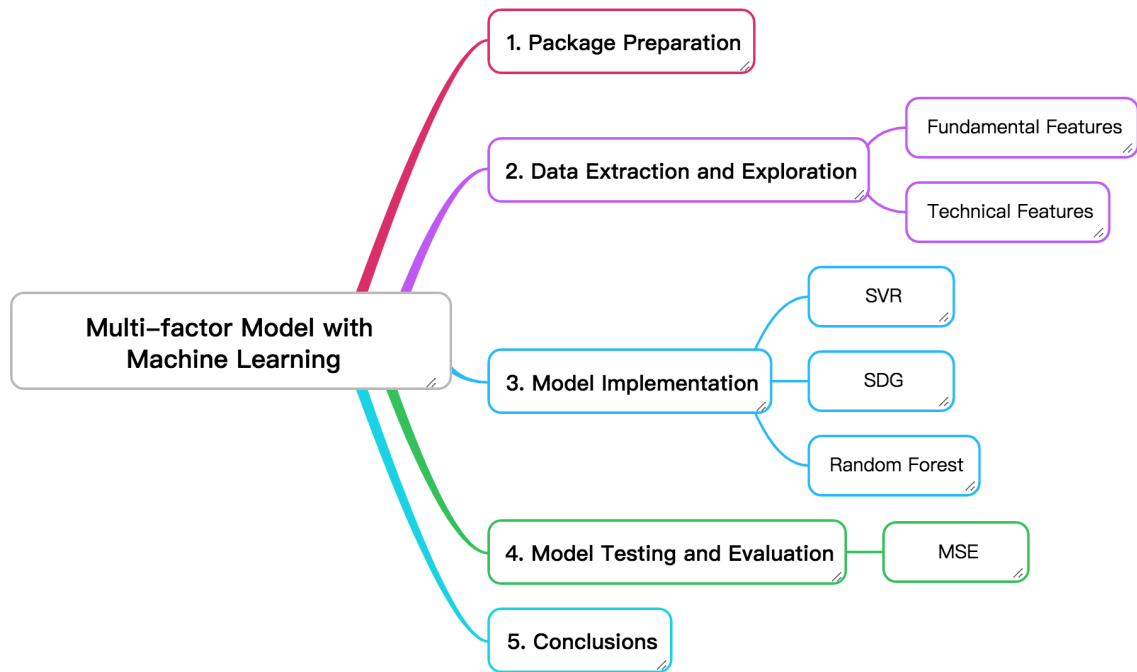 1. Package Preparation
Fundamental Features
2. Data Extraction and Exploration
Technical Features
Multi-factor Model with
Machine Learning
SVR
3. Model Implementation
SDG
Random Forest
4. Model Testing and Evaluation
MSE
5. Conclusions